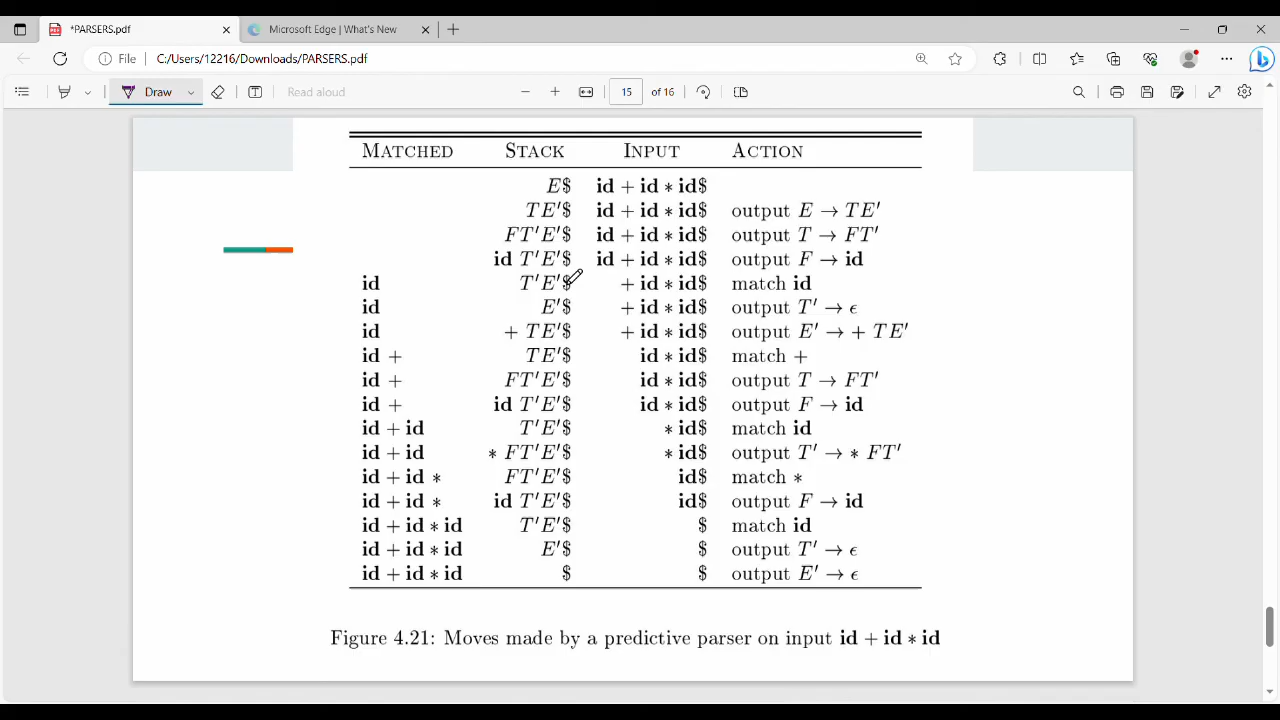 *PARSERS.pdf
Microsoft Edge | What's New
File C:/Users/12216/Downloads/PARSERS.pdf
Draw Read aloud 15 of 16
MATCHED STACK INPUT ACTION
E$ id + id * id$
TE′$ id + id * id$ output E → TE′
FT′E′$ id + id * id$ output T → FT′
id T′E′$ id + id * id$ output F → id
id T′E′$ + id * id$ match id
id E′$ + id * id$ output T′ → ϵ
id + TE′$ + id * id$ output E′ → + TE′
id + TE′$ id * id$ match +
id + FT′E′$ id * id$ output T → FT′
id + id T′E′$ id * id$ output F → id
id + id T′E′$ * id$ match id
id + id * FT′E′$ * id$ output T′ → * FT′
id + id * FT′E′$ id$ match *
id + id * id T′E′$ id$ output F → id
id + id * id T′E′$ $ match id
id + id * id E′$ $ output T′ → ϵ
id + id * id $ $ output E′ → ϵ
Figure 4.21: Moves made by a predictive parser on input id + id * id